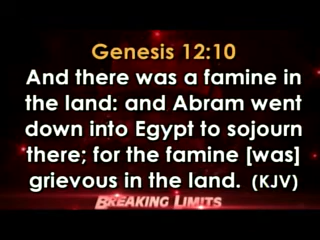 Genesis 12:10
And there was a famine in
the land: and Abram went
down into Egypt to sojourn
there; for the famine [was]
grievous in the land. (KJV)
BREAKING LIMITS